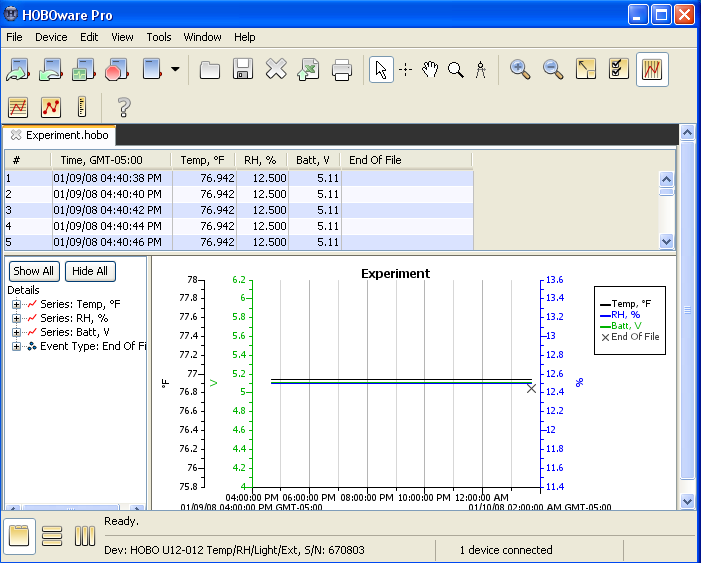 HOBOware Pro
File Device Edit View Tools Window Help
Experiment.hobo
# Time, GMT-05:00 Temp, °F RH, % Batt, V End Of File
1 01/09/08 04:40:38 PM 76.942 12.500 5.11
2 01/09/08 04:40:40 PM 76.942 12.500 5.11
3 01/09/08 04:40:42 PM 76.942 12.500 5.11
4 01/09/08 04:40:44 PM 76.942 12.500 5.11
5 01/09/08 04:40:46 PM 76.942 12.500 5.11
Show All Hide All
Details
Series: Temp, °F
Series: RH, %
Series: Batt, V
Event Type: End Of Fi
Experiment
78 6.2 13.6
77.8 6 13.4
77.6 5.8 13.2
77.4 5.6 13
77.2 5.4 12.8
77 5.2 12.6
76.8 5 12.4
76.6 4.8 12.2
76.4 4.6 12
76.2 4.4 11.8
76 4.2 11.6
75.8 4 11.4
°F
V
%
Temp, °F
RH, %
Batt, V
End Of File
04:00:00 PM 06:00:00 PM 08:00:00 PM 10:00:00 PM 12:00:00 AM
01/09/08 04:00:00 PM GMT-05:00 01/10/08 02:00:00 AM GMT-05:00
Ready.
Dev: HOBO U12-012 Temp/RH/Light/Ext, S/N: 670803 1 device connected